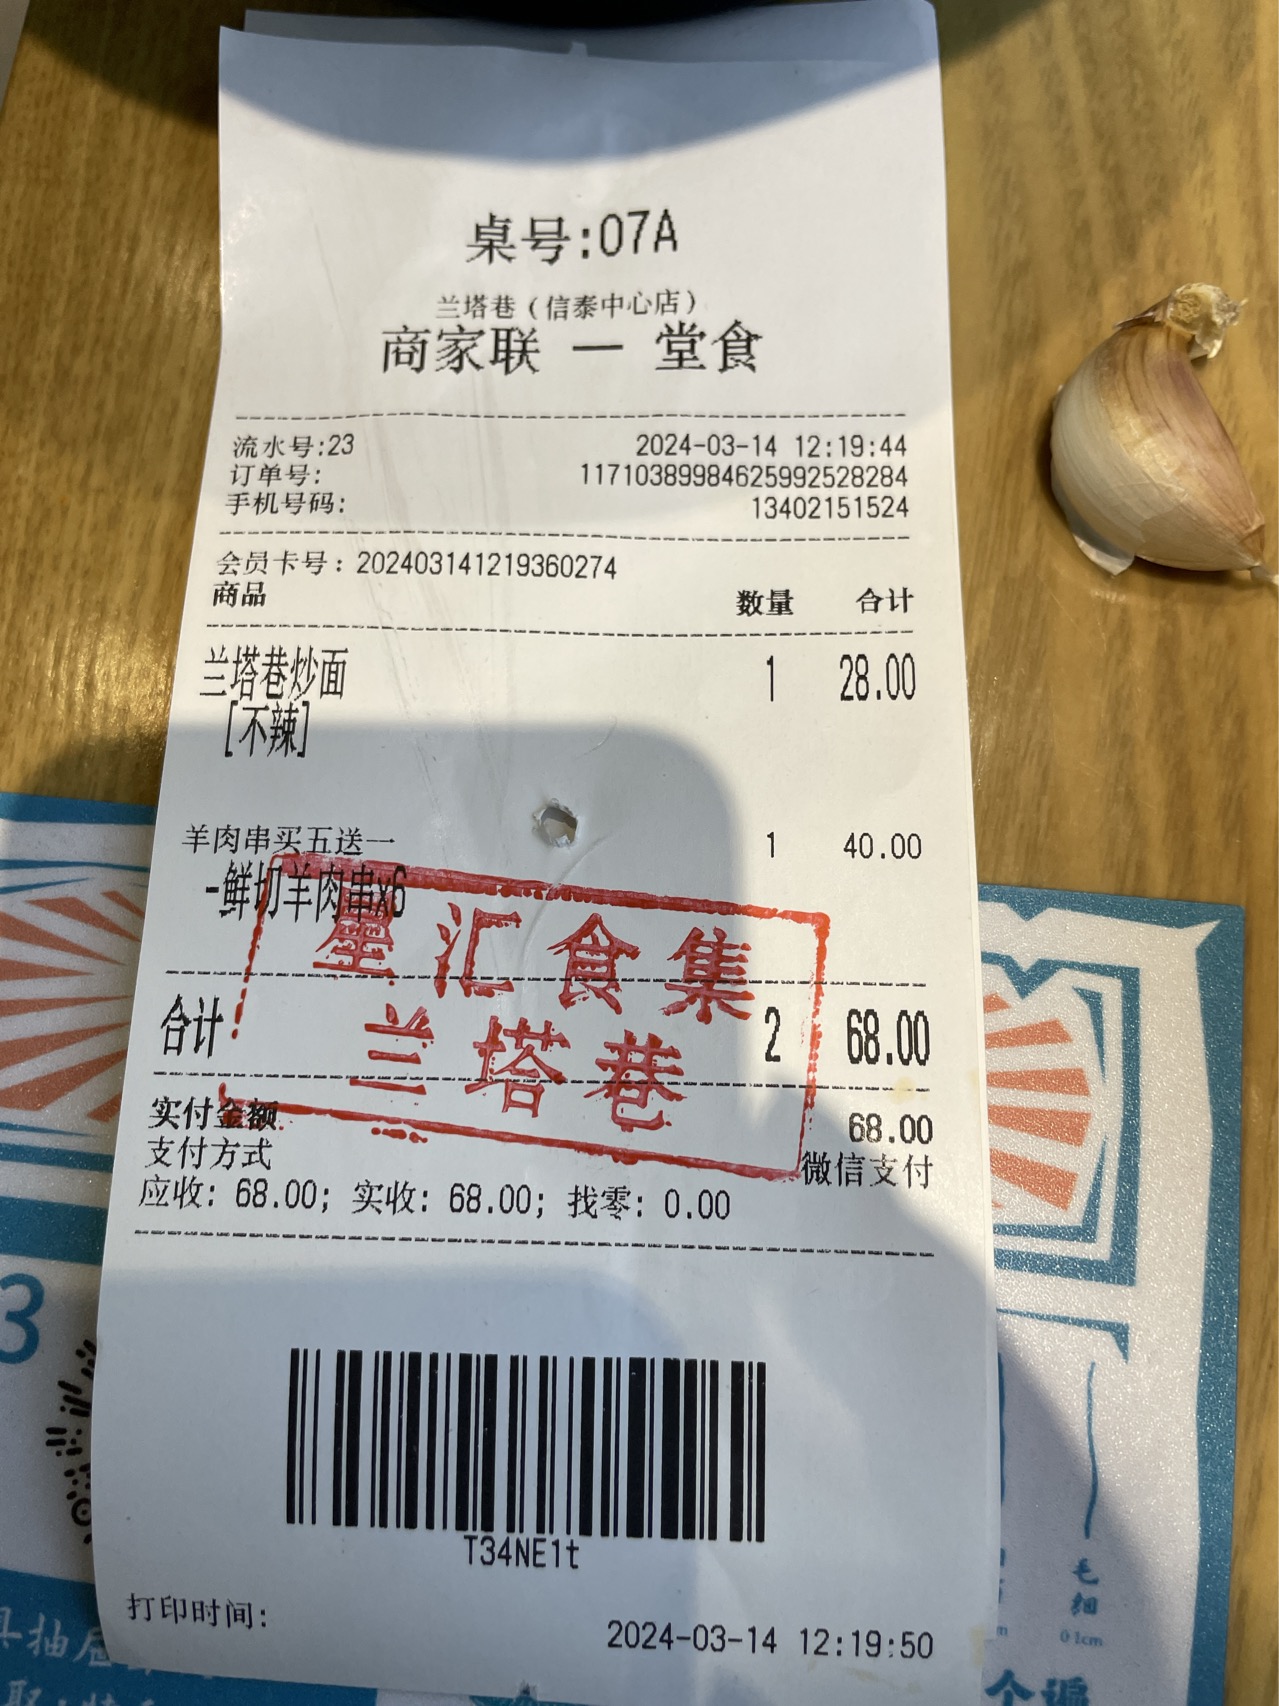 桌号:07A
兰塔巷(信泰中心店)
商家联 一 堂食
流水号:23 2024-03-14 12:19:44
订单号: 11710389984625992528284
手机号码: 13402151524
会员卡号: 202403141219360274
商品 数量 合计
兰塔巷炒面 1 28.00
[不辣]
羊肉串买五送一 1 40.00
-鲜切羊肉串x6
星汇食集
兰塔巷
合计 2 68.00
实付金额 68.00
支付方式 微信支付
应收: 68.00; 实收: 68.00; 找零: 0.00
T34NE1t
打印时间: 2024-03-14 12:19:50
3
毛
细
0.1cm